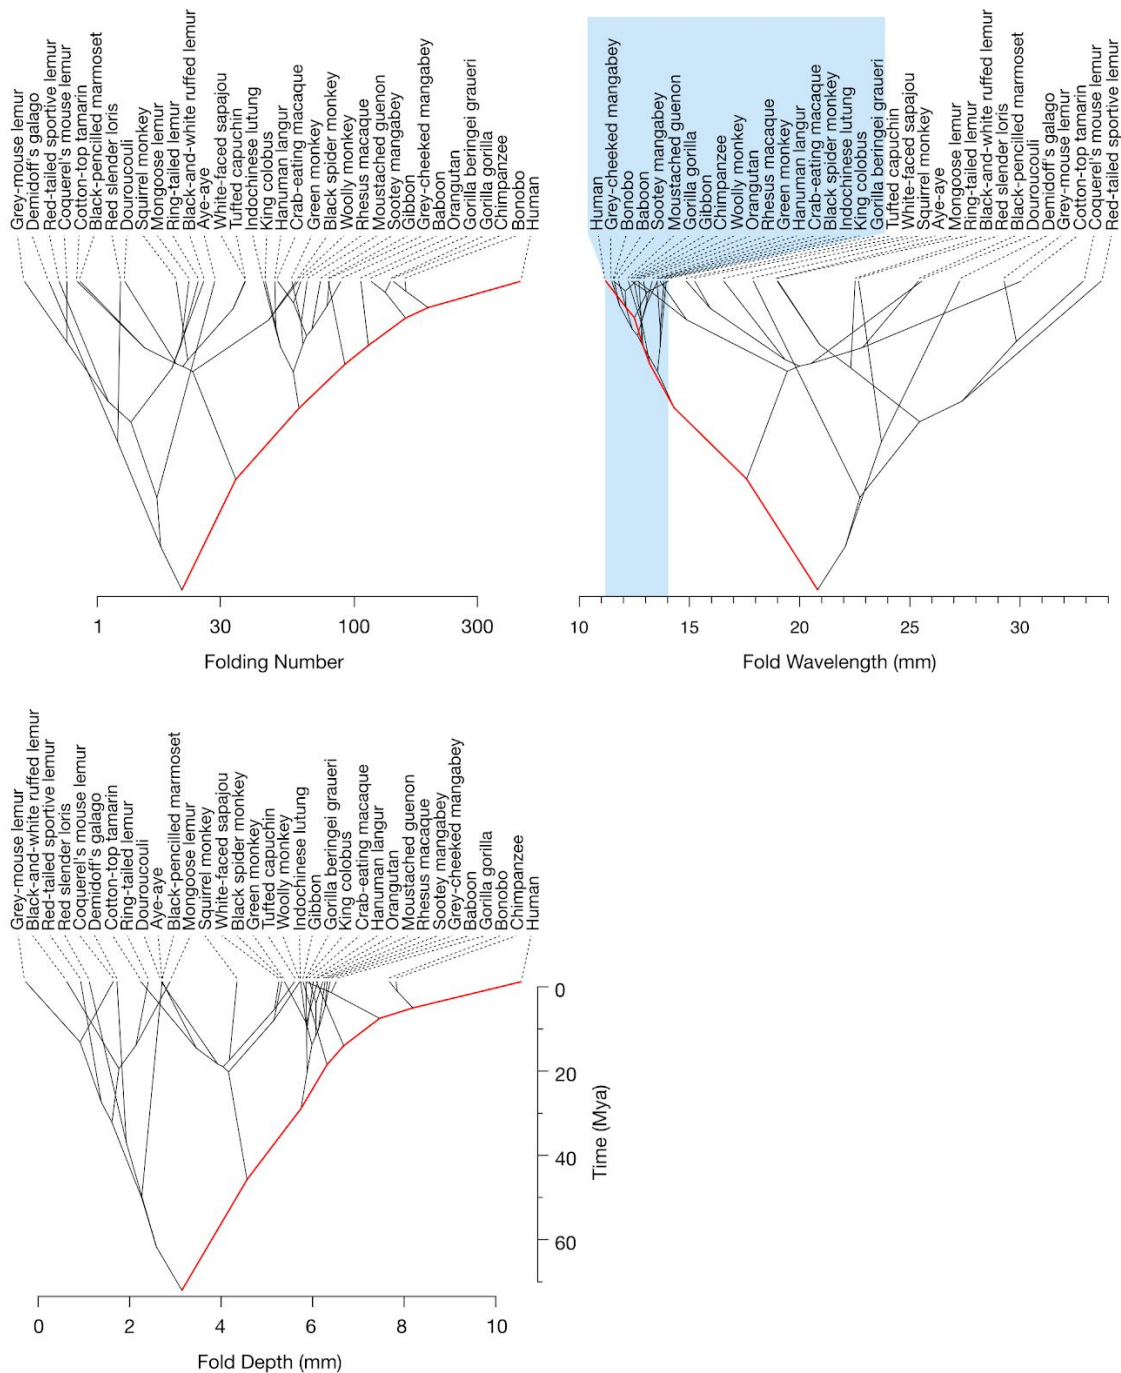 Grey-mouse lemur
Demidoff's galago
Red-tailed sportive lemur
Coquerel's mouse lemur
Cotton-top tamarin
Black-pencilled marmoset
Red slender loris
Douroucouli
Squirrel monkey
Mongoose lemur
Ring-tailed lemur
Black-and-white ruffed lemur
Aye-aye
White-faced sapajou
Tufted capuchin
Indochinese lutung
King colobus
Hanuman langur
Crab-eating macaque
Green monkey
Black spider monkey
Woolly monkey
Rhesus macaque
Moustached guenon
Sootey mangabey
Gibbon
Grey-cheeked mangabey
Baboon
Orangutan
Gorilla beringei graueri
Gorilla gorilla
Chimpanzee
Bonobo
Human
1 30 100 300
Folding Number
Human
Grey-cheeked mangabey
Bonobo
Baboon
Sootey mangabey
Moustached guenon
Gorilla gorilla
Gibbon
Chimpanzee
Woolly monkey
Orangutan
Rhesus macaque
Green monkey
Hanuman langur
Crab-eating macaque
Black spider monkey
Indochinese lutung
King colobus
Gorilla beringei graueri
Tufted capuchin
White-faced sapajou
Squirrel monkey
Aye-aye
Mongoose lemur
Ring-tailed lemur
Black-and-white ruffed lemur
Red slender loris
Black-pencilled marmoset
Douroucouli
Demidoff's galago
Grey-mouse lemur
Cotton-top tamarin
Coquerel's mouse lemur
Red-tailed sportive lemur
10 15 20 25 30
Fold Wavelength (mm)
Grey-mouse lemur
Black-and-white ruffed lemur
Red-tailed sportive lemur
Red slender loris
Coquerel's mouse lemur
Demidoff's galago
Cotton-top tamarin
Ring-tailed lemur
Douroucouli
Aye-aye
Black-pencilled marmoset
Mongoose lemur
Squirrel monkey
White-faced sapajou
Black spider monkey
Green monkey
Tufted capuchin
Woolly monkey
Indochinese lutung
Gibbon
Gorilla beringei graueri
King colobus
Crab-eating macaque
Hanuman langur
Orangutan
Moustached guenon
Rhesus macaque
Sootey mangabey
Grey-cheeked mangabey
Baboon
Gorilla gorilla
Bonobo
Chimpanzee
Human
0
20
40
60
Time (Mya)
0 2 4 6 8 10
Fold Depth (mm)